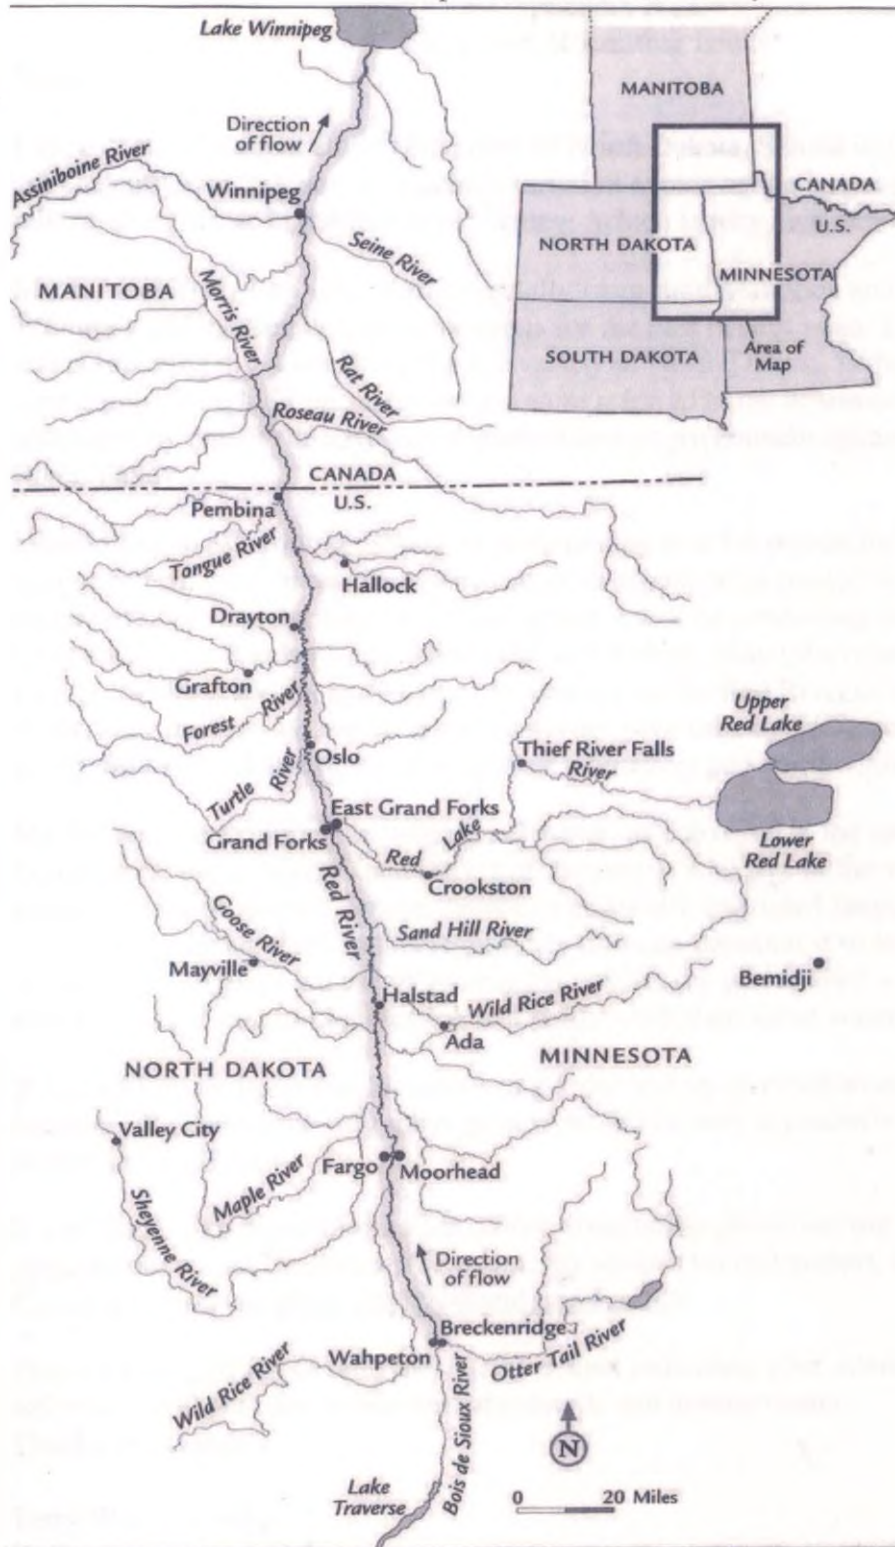 Lake Winnipeg
MANITOBA
Direction
of flow
Assiniboine River
Winnipeg
CANADA
U.S.
Seine River
NORTH DAKOTA
MINNESOTA
MANITOBA
Morris River
Rat River
SOUTH DAKOTA
Area of
Map
Roseau River
CANADA
U.S.
Pembina
Tongue River
Hallock
Drayton
Grafton
Forest River
Upper
Red Lake
Oslo
Thief River Falls
Turtle River
East Grand Forks
Grand Forks
Red Lake River
Lower
Red Lake
Crookston
Red River
Goose River
Sand Hill River
Mayville
Bemidji
Halstad
Wild Rice River
Ada
NORTH DAKOTA
MINNESOTA
Valley City
Fargo
Moorhead
Maple River
Sheyenne River
Direction
of flow
Breckenridge
Wahpeton
Otter Tail River
Wild Rice River
Bois de Sioux River
N
Lake
Traverse
0 20 Miles